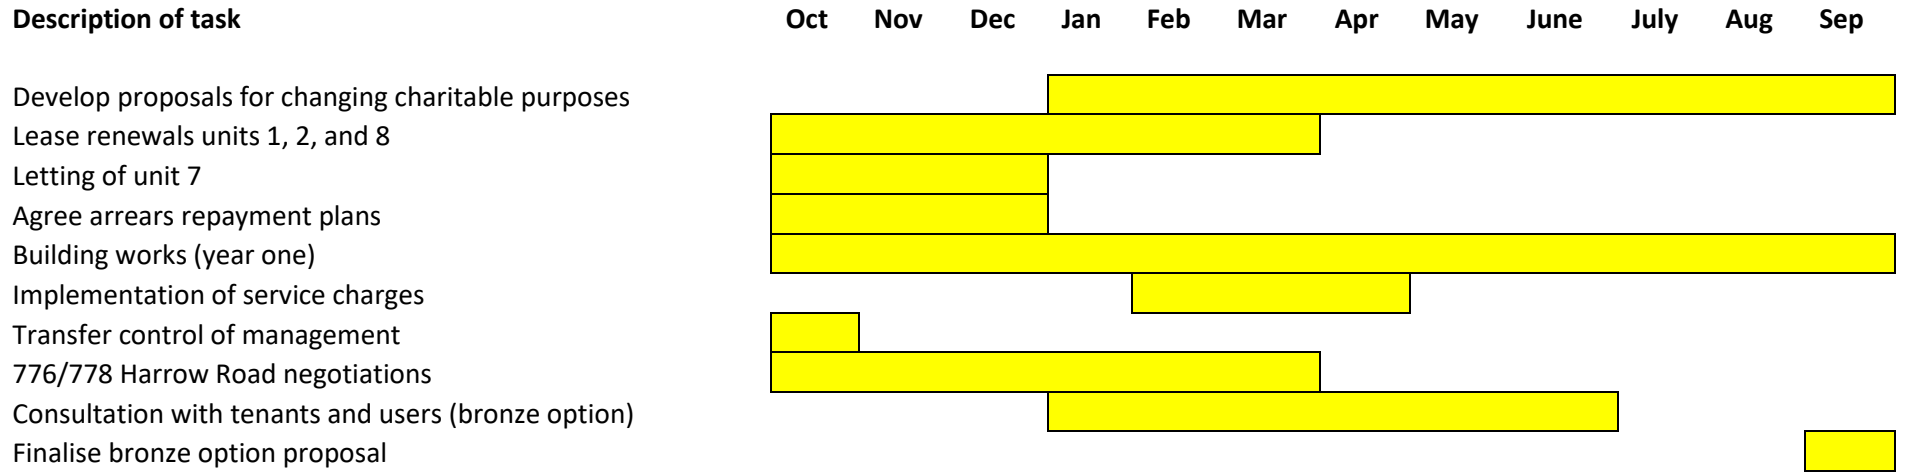 Description of task Oct Nov Dec Jan Feb Mar Apr May June July Aug Sep
Develop proposals for changing charitable purposes
Lease renewals units 1, 2, and 8
Letting of unit 7
Agree arrears repayment plans
Building works (year one)
Implementation of service charges
Transfer control of management
776/778 Harrow Road negotiations
Consultation with tenants and users (bronze option)
Finalise bronze option proposal